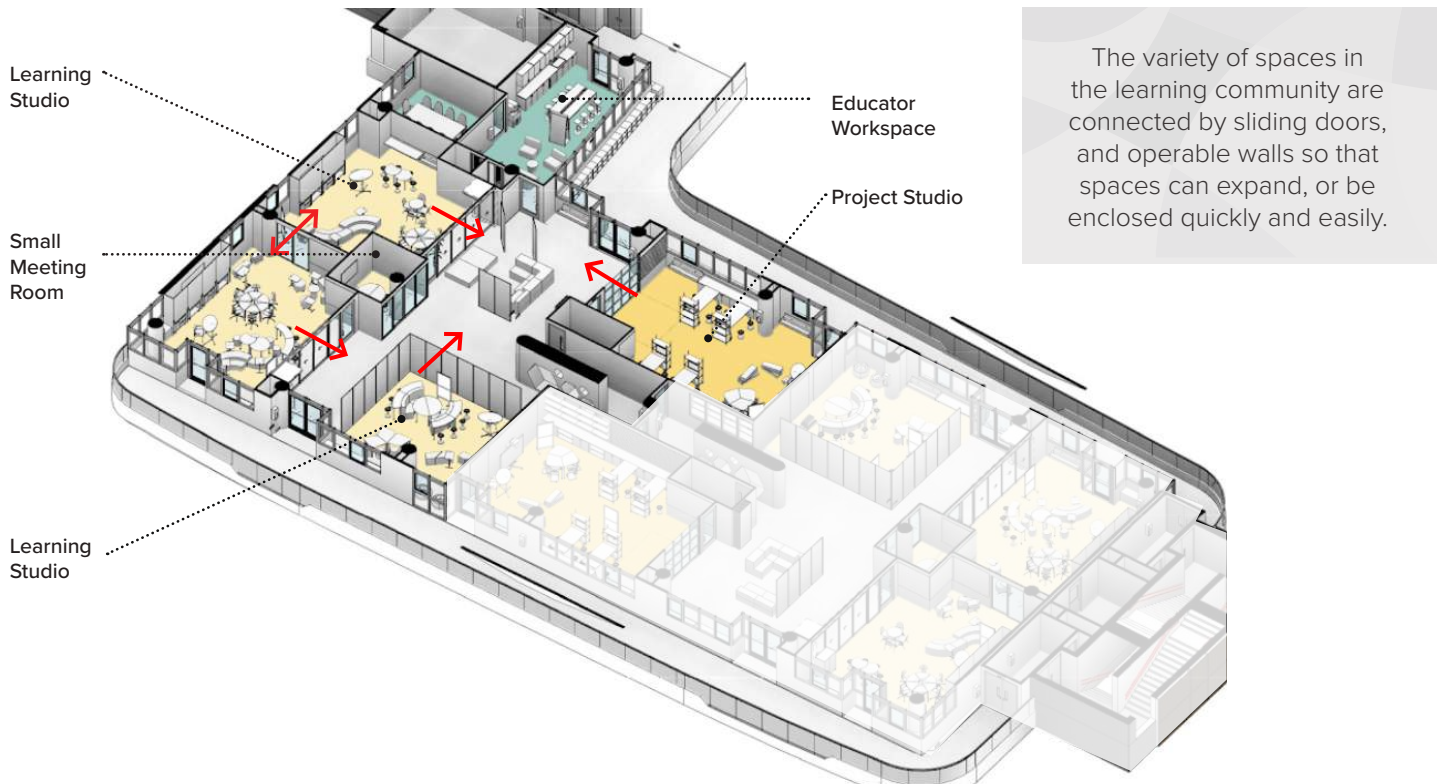 Learning
Studio
Small
Meeting
Room
Learning
Studio
Educator
Workspace
Project Studio
The variety of spaces in
the learning community are
connected by sliding doors,
and operable walls so that
spaces can expand, or be
enclosed quickly and easily.